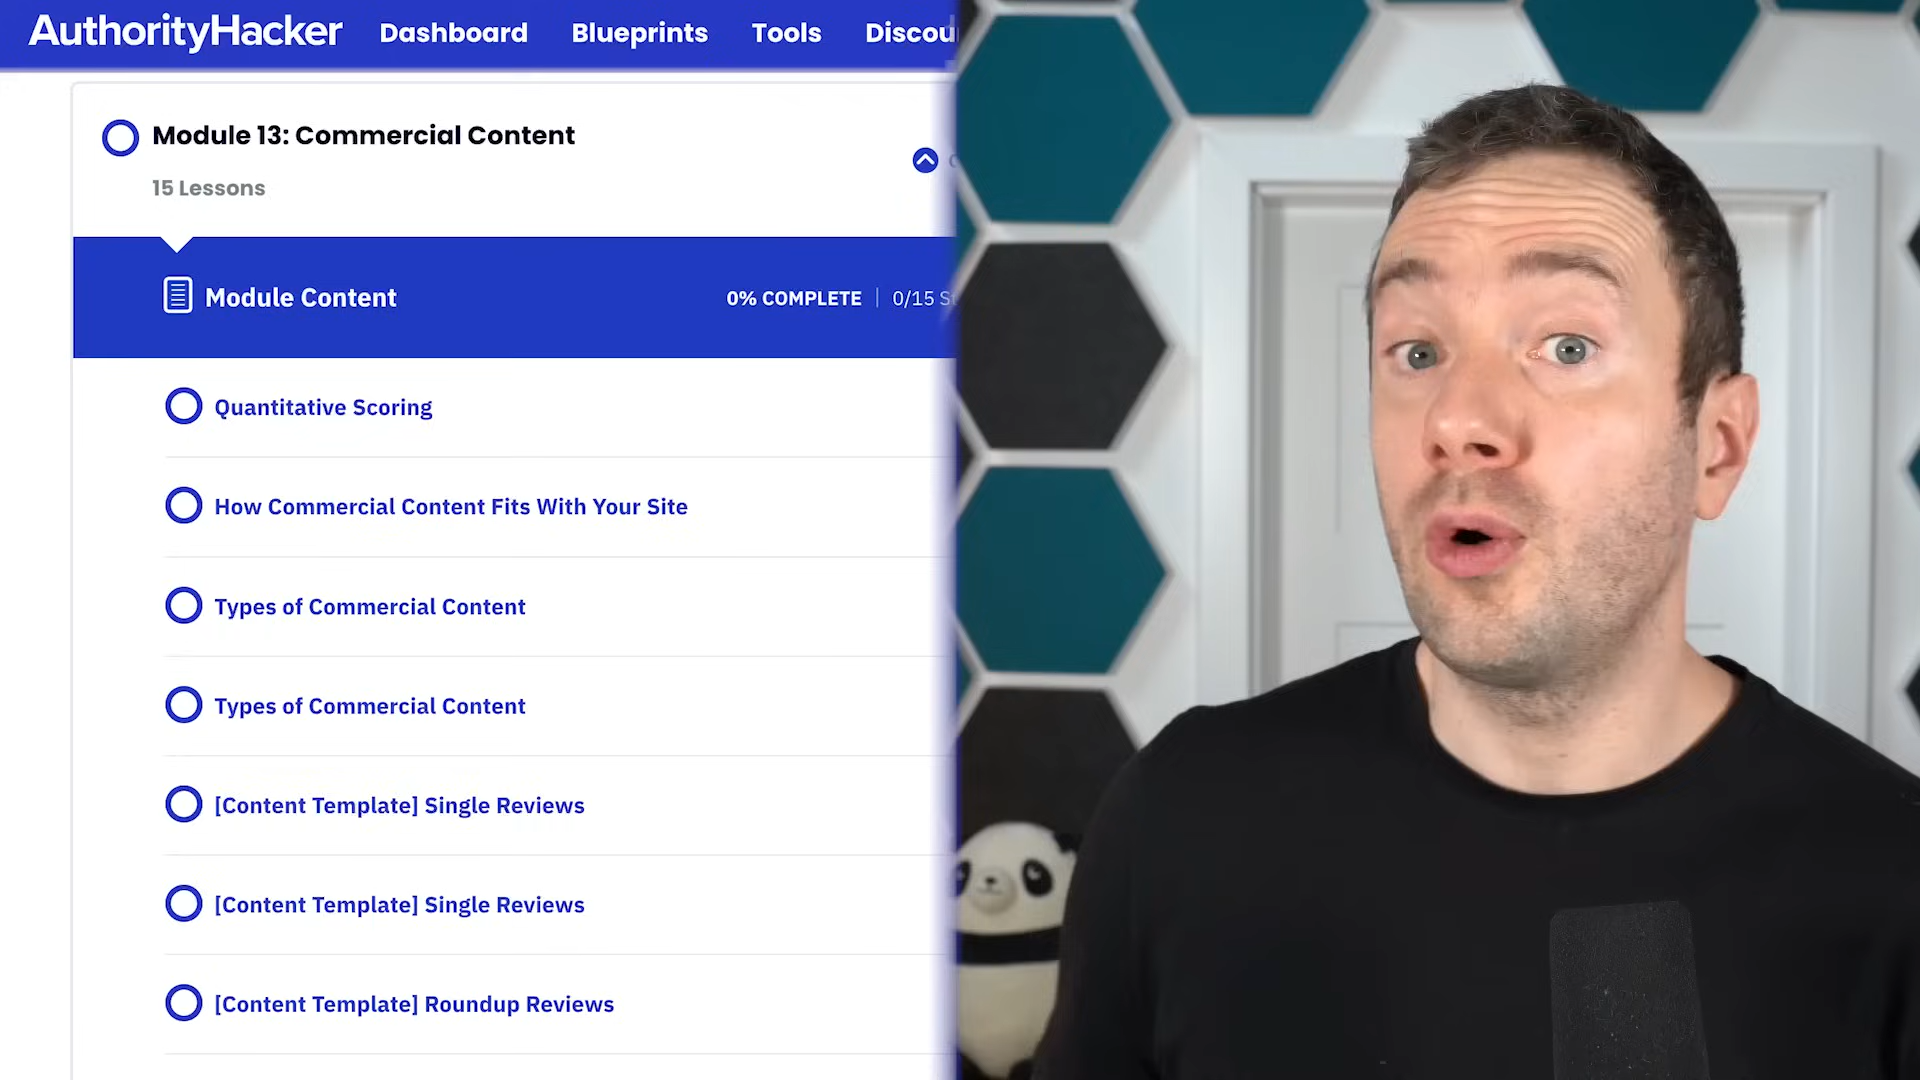 AuthorityHacker Dashboard Blueprints Tools
Module 13: Commercial Content
15 Lessons
Module Content 0% COMPLETE | 0/15
Quantitative Scoring
How Commercial Content Fits With Your Site
Types of Commercial Content
Types of Commercial Content
[Content Template] Single Reviews
[Content Template] Single Reviews
[Content Template] Roundup Reviews